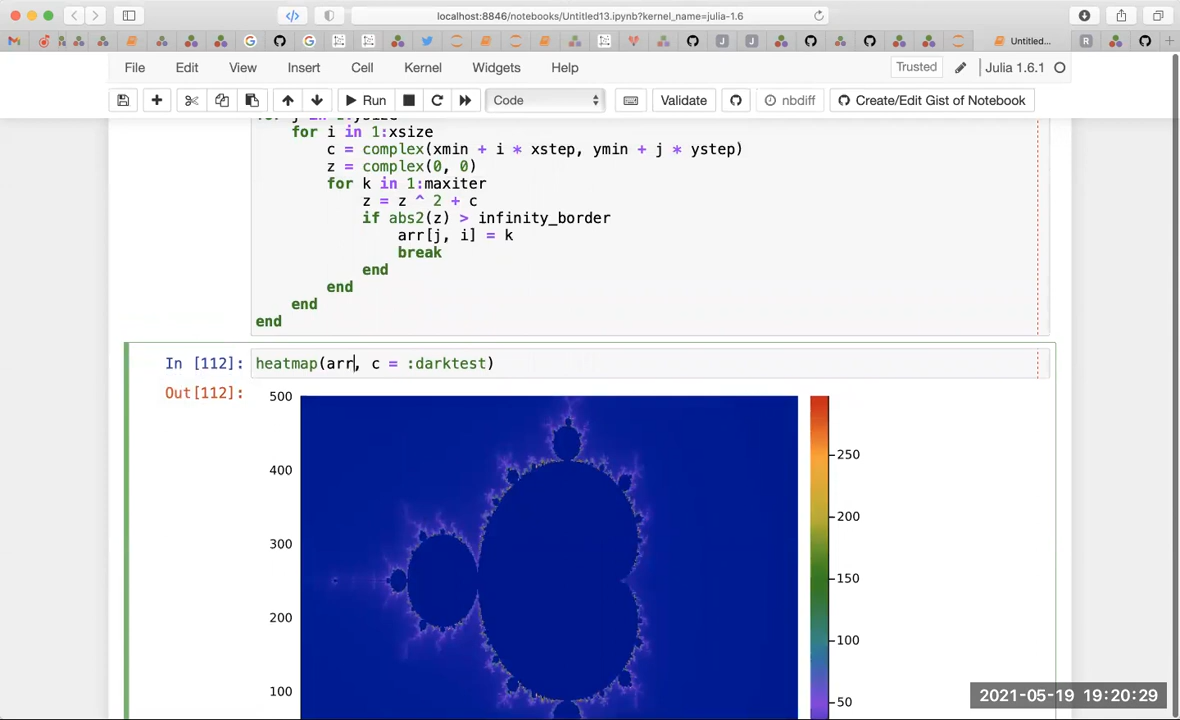 localhost:8846/notebooks/Untitled13.ipynb?kernel_name=julia-1.6
Untitled...
File Edit View Insert Cell Kernel Widgets Help Trusted Julia 1.6.1
Run Code Validate nbdiff Create/Edit Gist of Notebook
for j in 1:ysize
for i in 1:xsize
c = complex(xmin + i * xstep, ymin + j * ystep)
z = complex(0, 0)
for k in 1:maxiter
z = z ^ 2 + c
if abs2(z) > infinity_border
arr[j, i] = k
break
end
end
end
end
In [112]: heatmap(arr, c = :darktest)
Out[112]:
500
400
300
200
100
250
200
150
100
50
2021-05-19 19:20:29